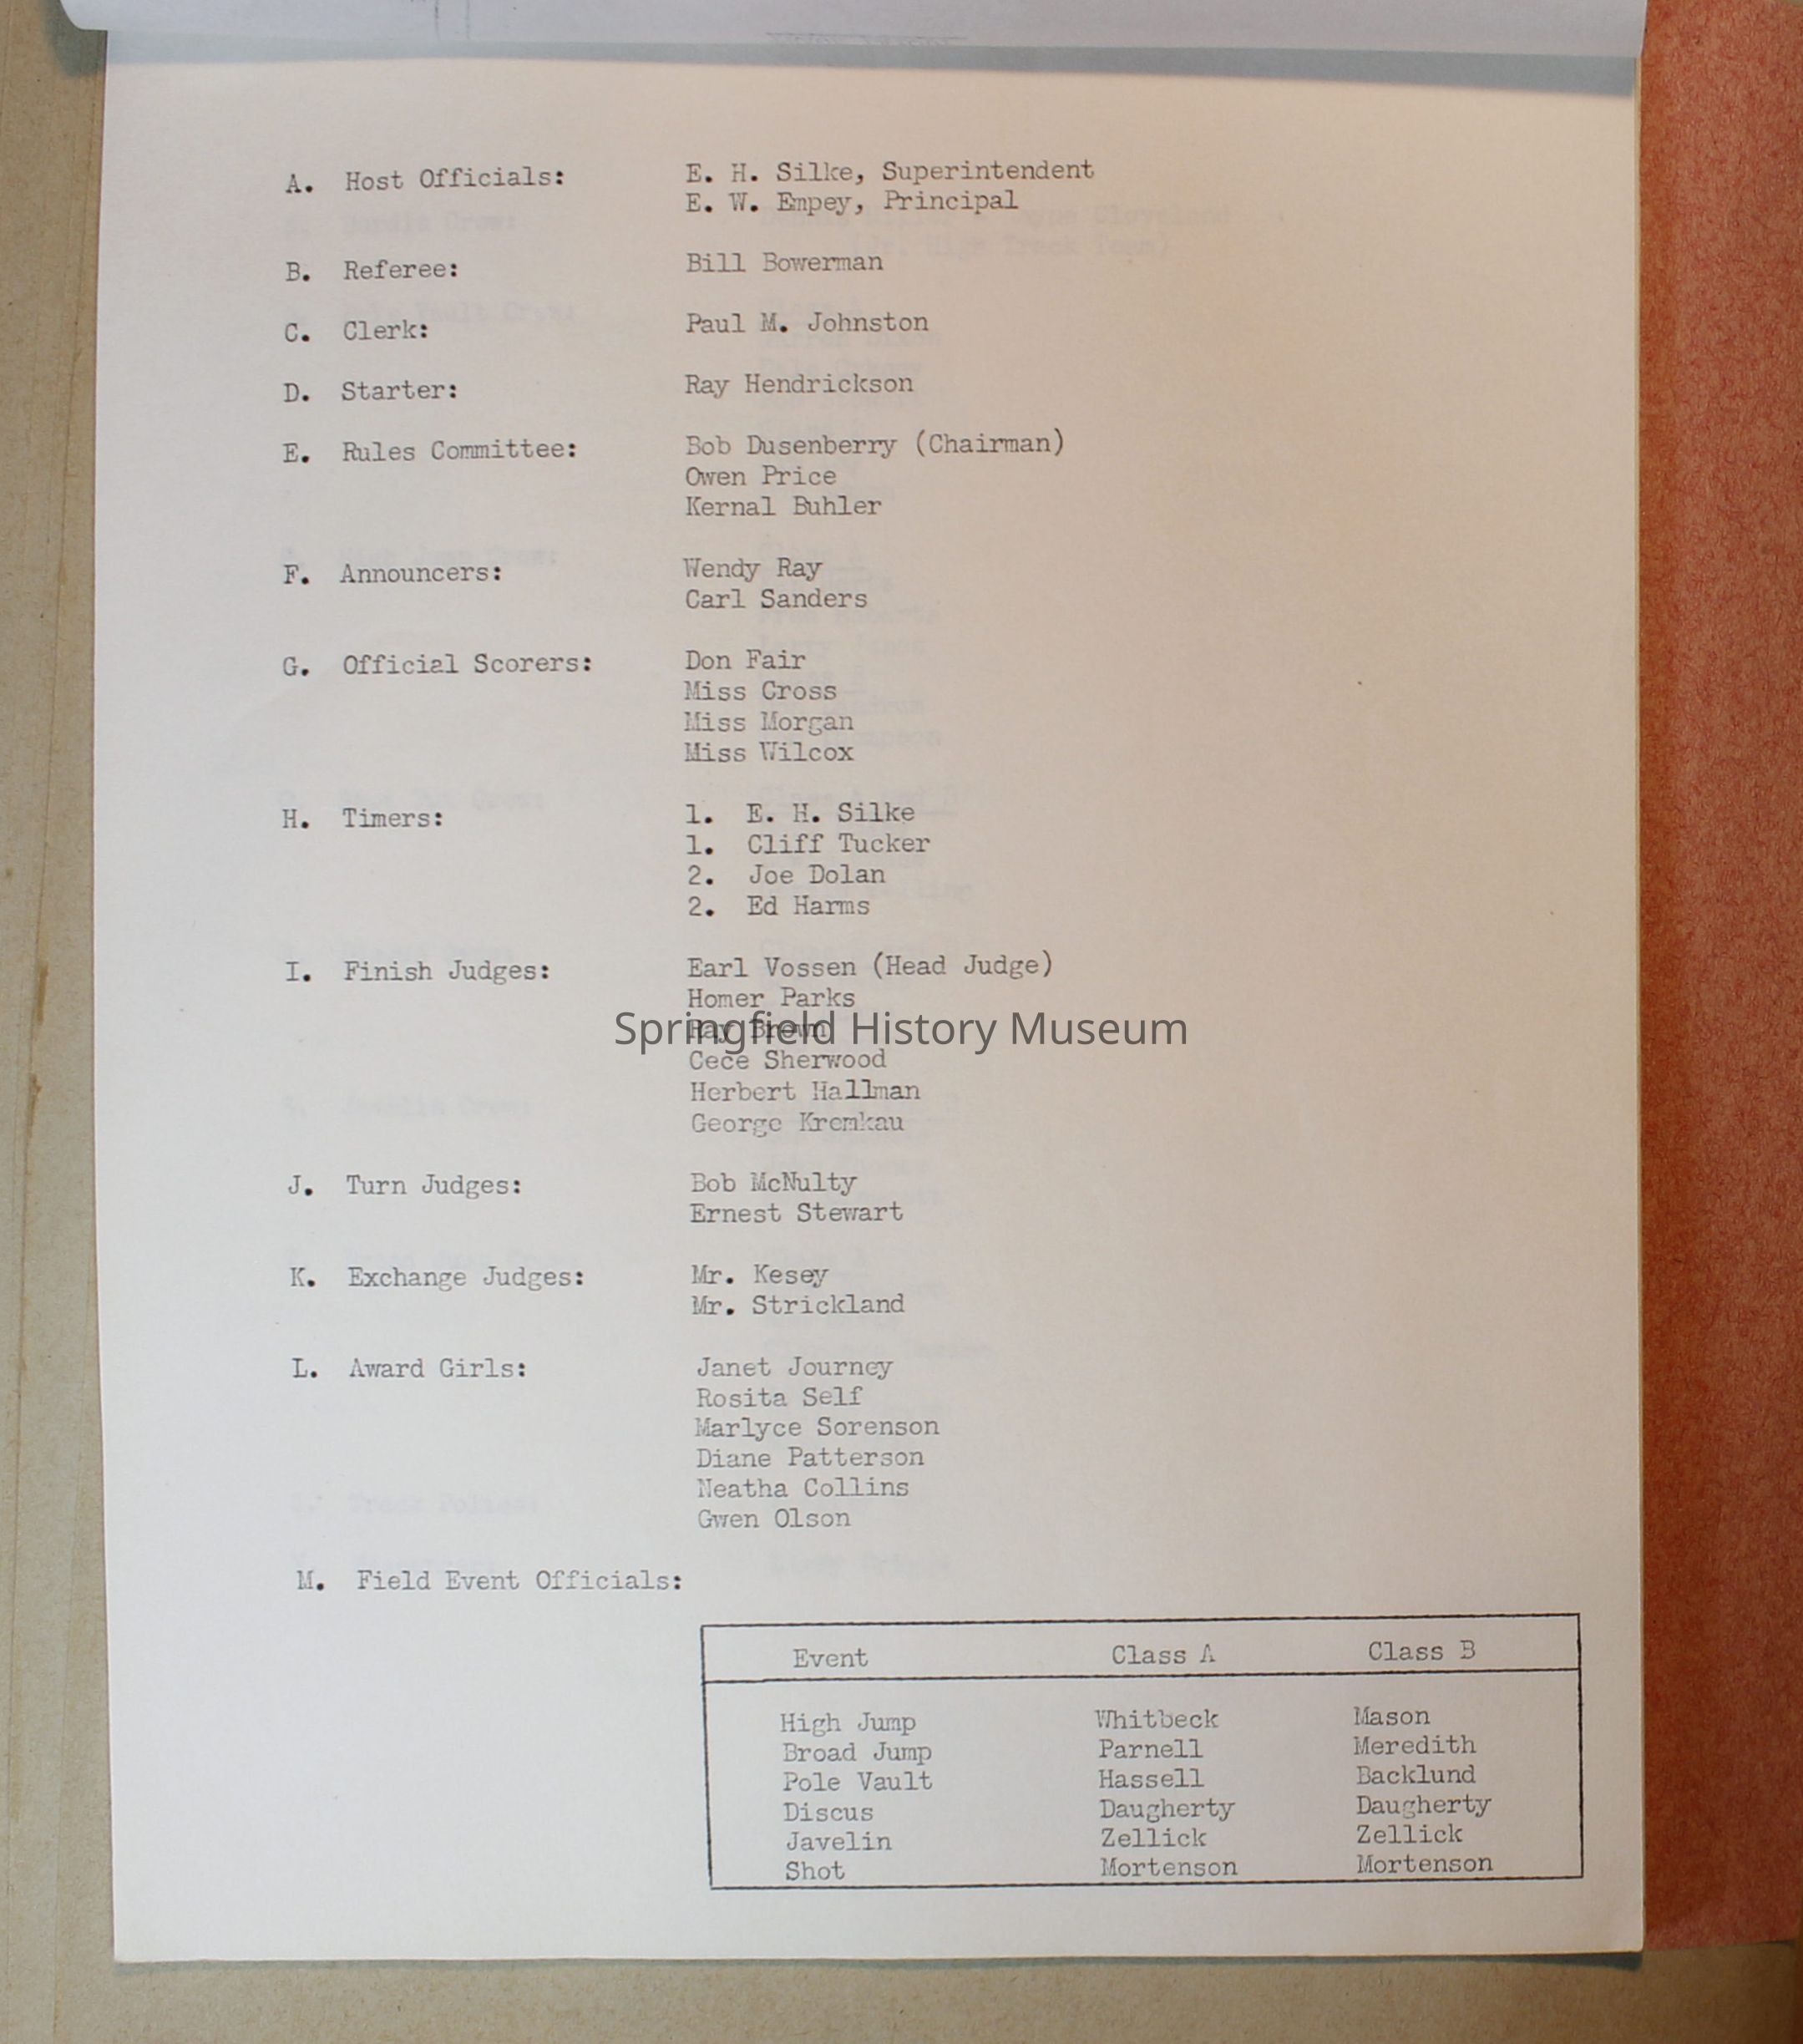 A. Host Officials: E. H. Silke, Superintendent
E. W. Empey, Principal
B. Referee: Bill Bowerman
C. Clerk: Paul M. Johnston
D. Starter: Ray Hendrickson
E. Rules Committee: Bob Dusenberry (Chairman)
Owen Price
Kernal Buhler
F. Announcers: Wendy Ray
Carl Sanders
G. Official Scorers: Don Fair
Miss Cross
Miss Morgan
Miss Wilcox
H. Timers: 1. E. H. Silke
1. Cliff Tucker
2. Joe Dolan
2. Ed Harms
I. Finish Judges: Earl Vossen (Head Judge)
Homer Parks
Ray Brown
Springfield History Museum
Cece Sherwood
Herbert Hallman
George Kremkau
J. Turn Judges: Bob McNulty
Ernest Stewart
K. Exchange Judges: Mr. Kesey
Mr. Strickland
L. Award Girls: Janet Journey
Rosita Self
Marlyce Sorenson
Diane Patterson
Neatha Collins
Gwen Olson
M. Field Event Officials:
Event Class A Class B
High Jump Whitbeck Mason
Broad Jump Parnell Meredith
Pole Vault Hassell Backlund
Discus Daugherty Daugherty
Javelin Zellick Zellick
Shot Mortenson Mortenson